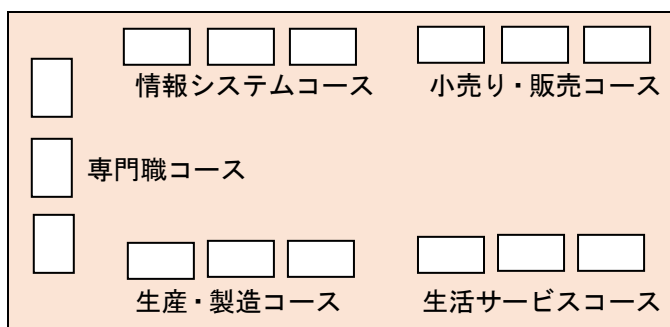 情報システムコース
小売り・販売コース
専門職コース
生産・製造コース
生活サービスコース